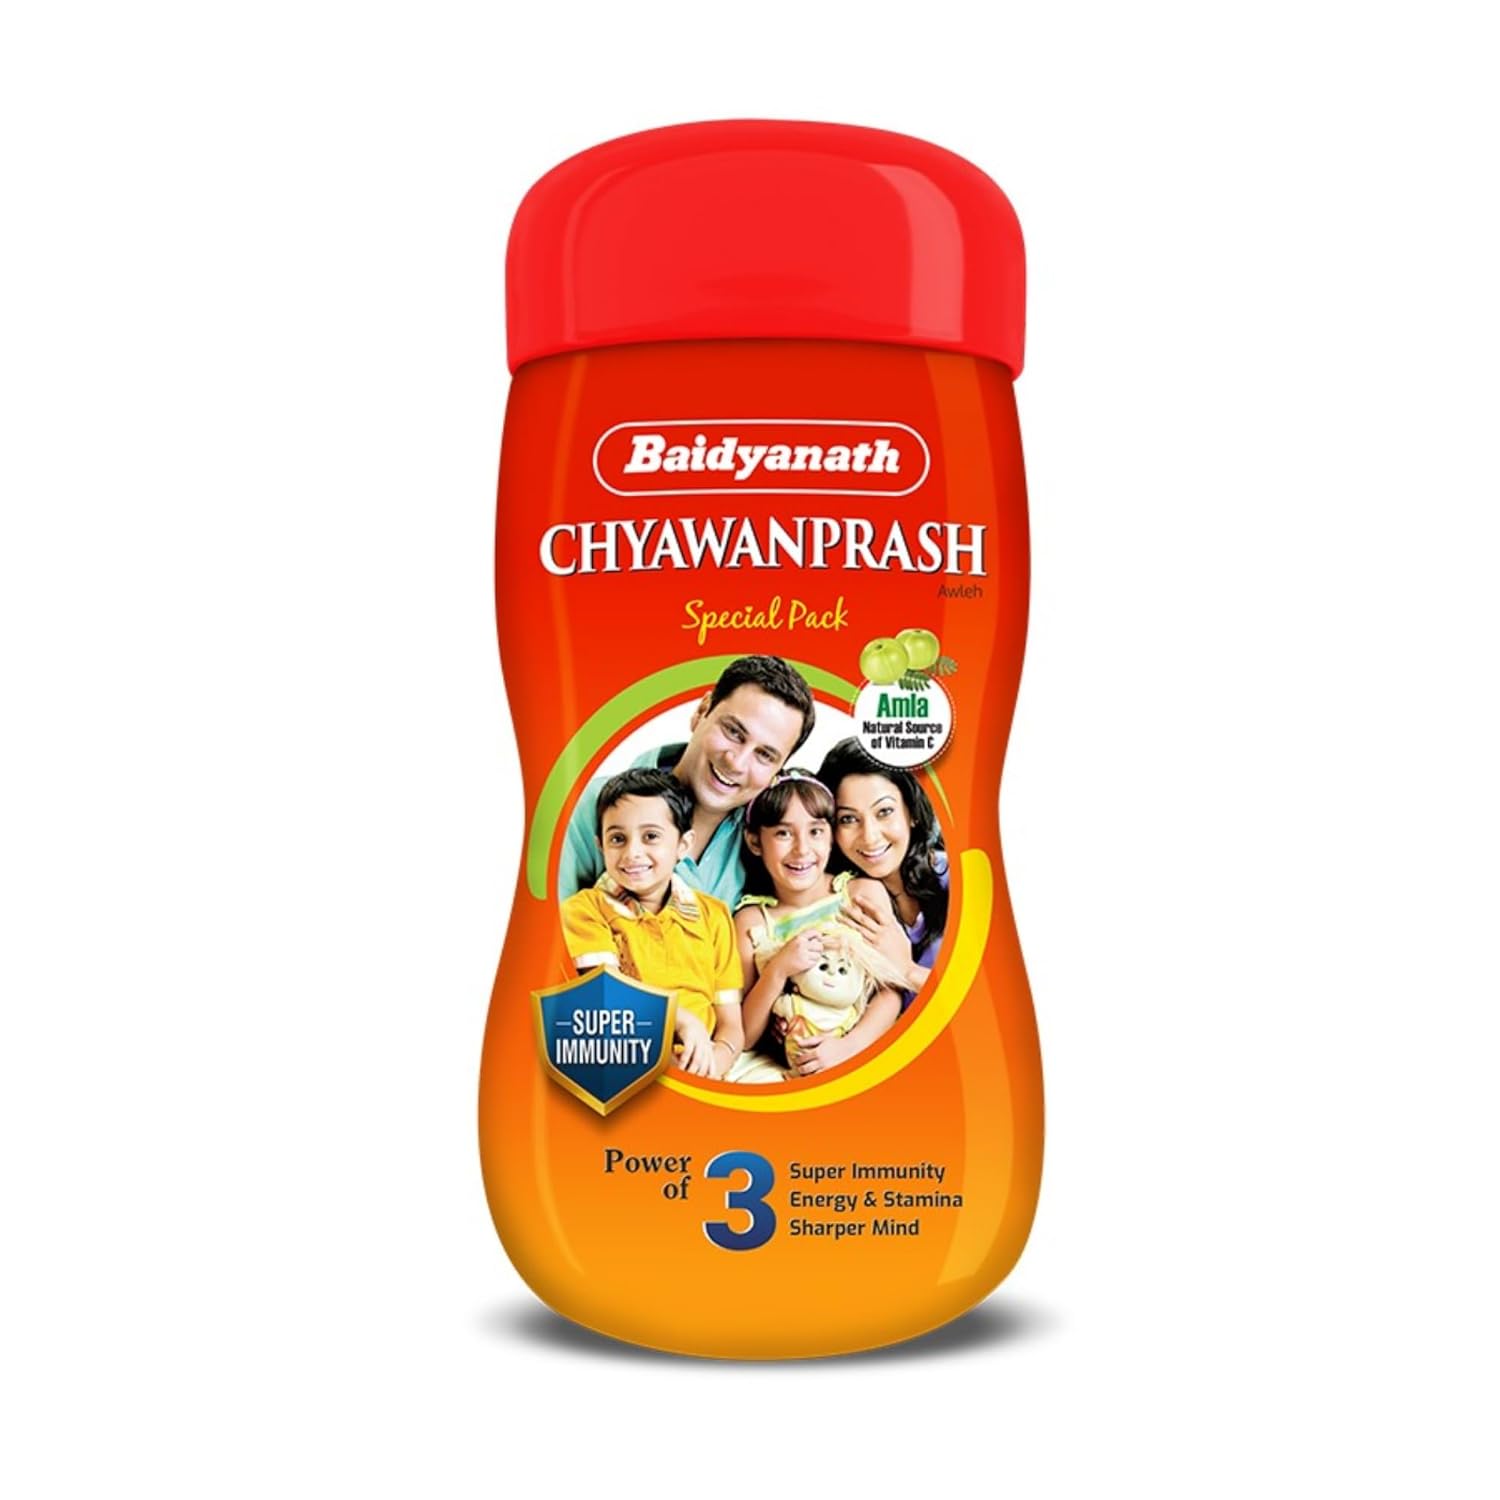 Baidyanath
CHYAWANPRASH
Awleh
Special Pack
Amla
Natural Source
of Vitamin C
SUPER
IMMUNITY
Power
of
3
Super Immunity
Energy & Stamina
Sharper Mind